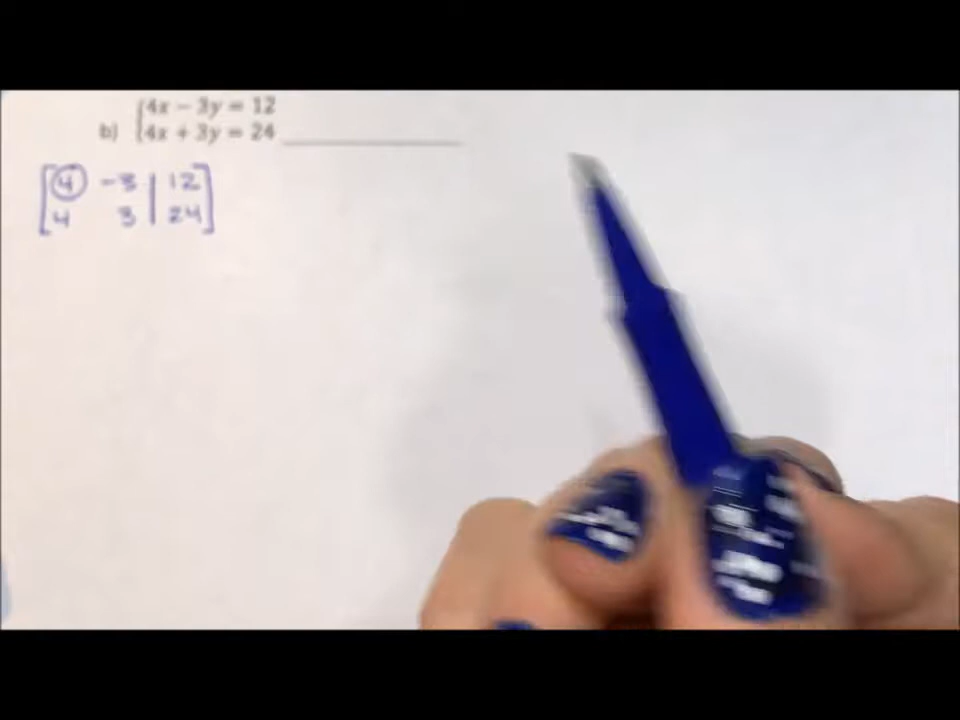 4x − 3y = 12
b) 4x + 3y = 24
4 -3 | 12
4 3 | 24